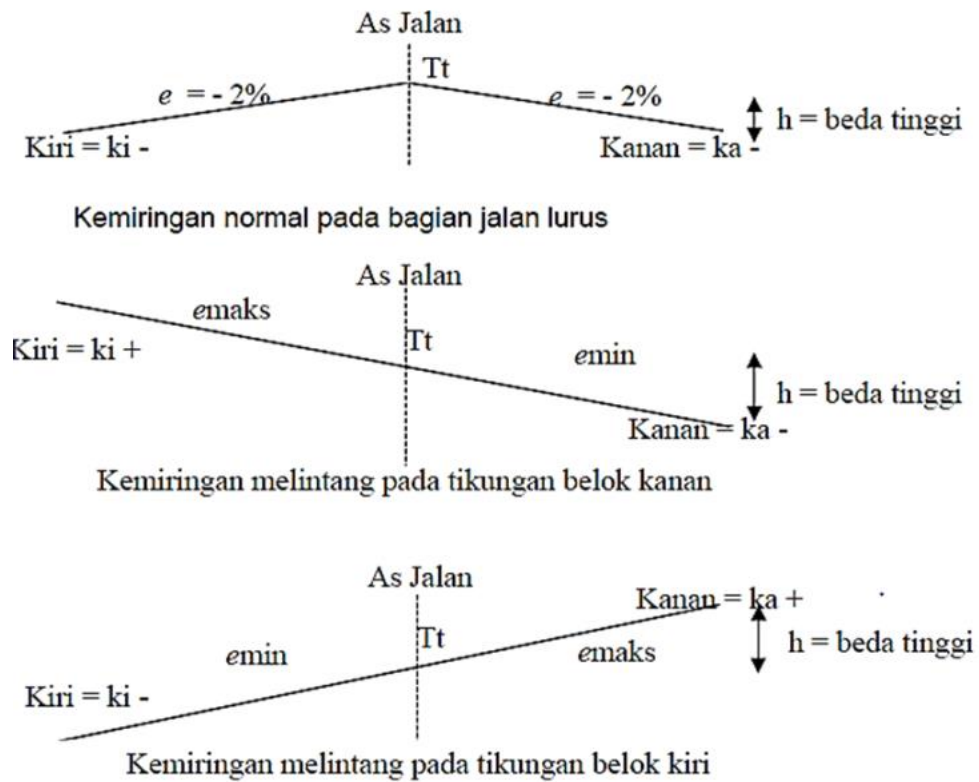 As Jalan
Tt
e = - 2%
e = - 2%
h = beda tinggi
Kiri = ki -
Kanan = ka -
Kemiringan normal pada bagian jalan lurus
As Jalan
emaks
Kiri = ki +
Tt
emin
h = beda tinggi
Kanan = ka -
Kemiringan melintang pada tikungan belok kanan
As Jalan
Kanan = ka +
Tt
h = beda tinggi
emin
emaks
Kiri = ki -
Kemiringan melintang pada tikungan belok kiri